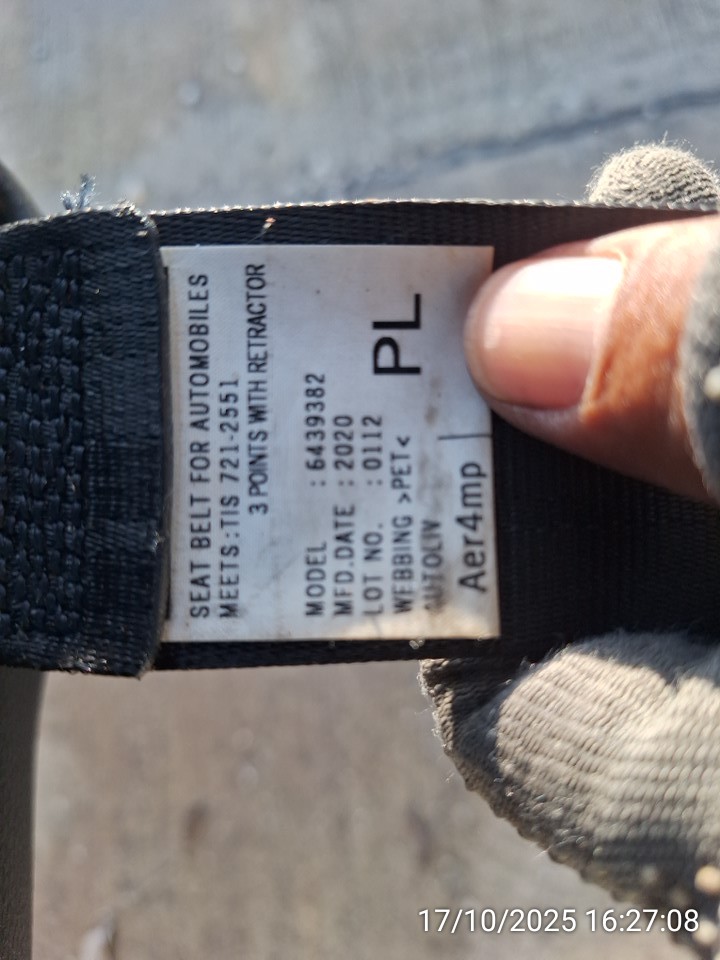 SEAT BELT FOR AUTOMOBILES
MEETS:TIS 721-2551
3 POINTS WITH RETRACTOR
MODEL : 6439382
MFD.DATE : 2020
LOT NO. : 0112
WEBBING >PET<
AUTOLIV
PL
Aer4mp
17/10/2025 16:27:08